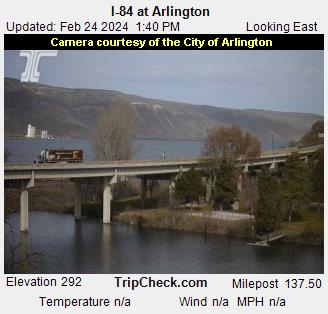 I-84 at Arlington
Updated: Feb 24 2024 1:40 PM Looking East
Camera courtesy of the City of Arlington
Elevation 292 TripCheck.com Milepost 137.50
Temperature n/a Wind n/a MPH n/a